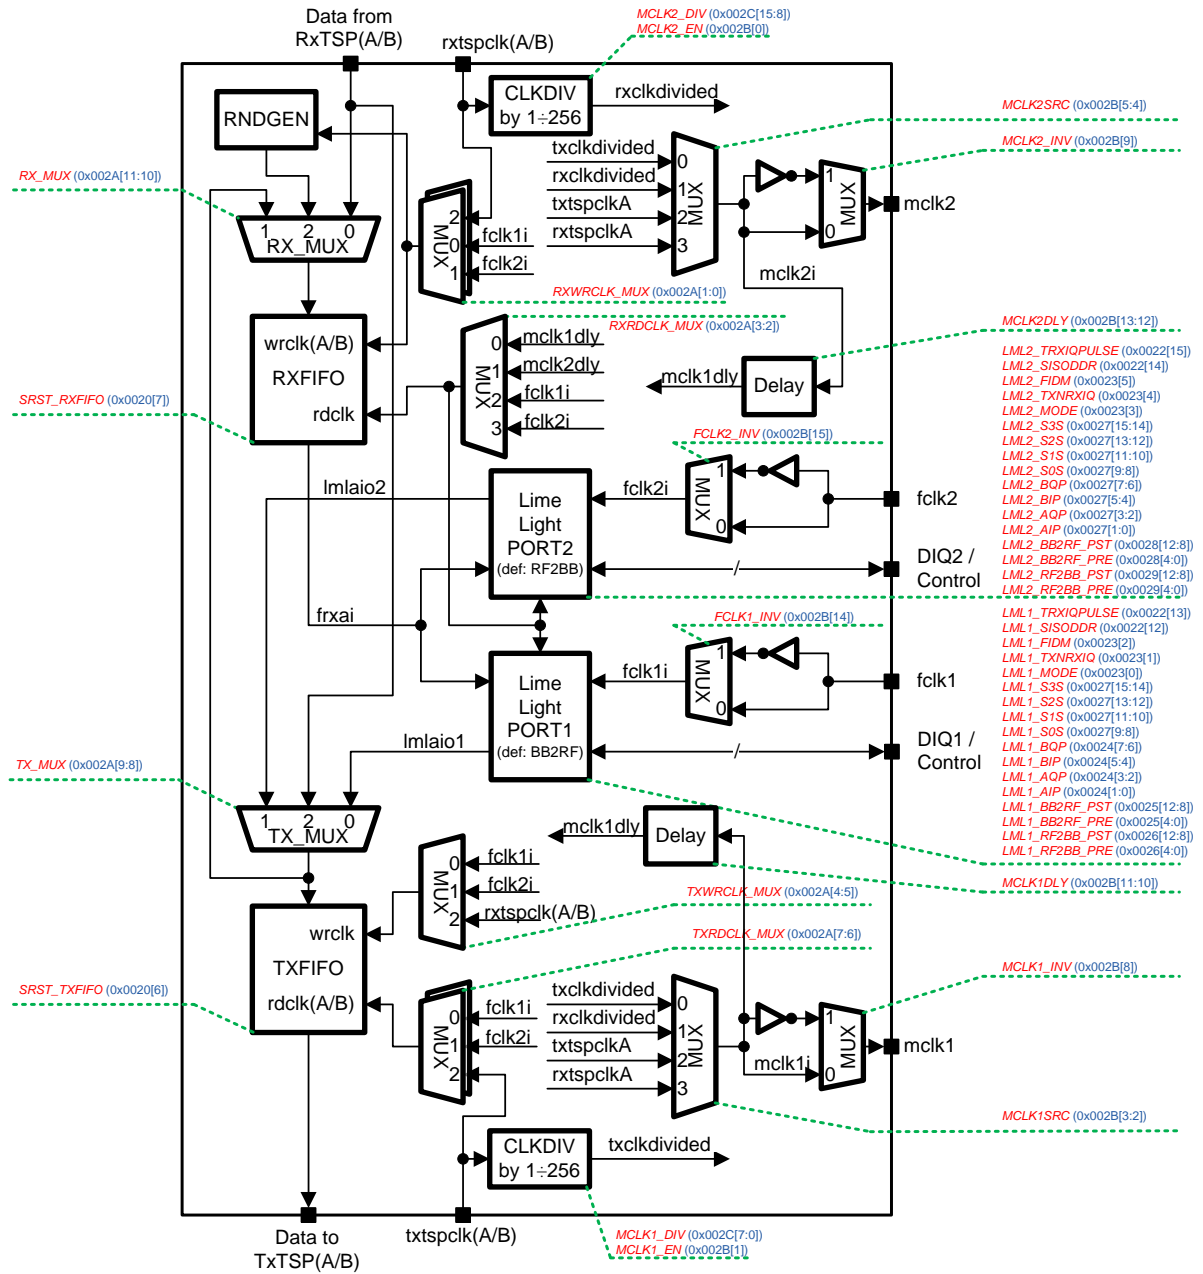 Data from
RxTSP(A/B)
rxtspclk(A/B)
MCLK2_DIV (0x002C[15:8])
MCLK2_EN (0x002B[0])
RNDGEN
CLKDIV
by 1÷256
rxclkdivided
MCLK2SRC (0x002B[5:4])
MCLK2_INV (0x002B[9])
RX_MUX (0x002A[11:10])
1 2 0
RX_MUX
2
0
1
MUX
fclk1i
fclk2i
txclkdivided
rxclkdivided
txtspclkA
rxtspclkA
0
1
2
3
MUX
1
0
MUX
mclk2
mclk2i
RXWRCLK_MUX (0x002A[1:0])
RXRDCLK_MUX (0x002A[3:2])
MCLK2DLY (0x002B[13:12])
wrclk(A/B)
RXFIFO
rdclk
0
1
2
3
MUX
mclk1dly
mclk2dly
fclk1i
fclk2i
mclk1dly
Delay
SRST_RXFIFO (0x0020[7])
FCLK2_INV (0x002B[15])
LML2_TRXIQPULSE (0x0022[15])
LML2_SISODDR (0x0022[14])
LML2_FIDM (0x0023[5])
LML2_TXNRXIQ (0x0023[4])
LML2_MODE (0x0023[3])
LML2_S3S (0x0027[15:14])
LML2_S2S (0x0027[13:12])
LML2_S1S (0x0027[11:10])
LML2_S0S (0x0027[9:8])
LML2_BQP (0x0027[7:6])
LML2_BIP (0x0027[5:4])
LML2_AQP (0x0027[3:2])
LML2_AIP (0x0027[1:0])
LML2_BB2RF_PST (0x0028[12:8])
LML2_BB2RF_PRE (0x0028[4:0])
LML2_RF2BB_PST (0x0029[12:8])
LML2_RF2BB_PRE (0x0029[4:0])
lmlaio2
Lime
Light
PORT2
(def: RF2BB)
fclk2i
1
0
MUX
fclk2
DIQ2 /
Control
frxai
FCLK1_INV (0x002B[14])
Lime
Light
PORT1
(def: BB2RF)
fclk1i
1
0
MUX
fclk1
DIQ1 /
Control
lmlaio1
LML1_TRXIQPULSE (0x0022[13])
LML1_SISODDR (0x0022[12])
LML1_FIDM (0x0023[2])
LML1_TXNRXIQ (0x0023[1])
LML1_MODE (0x0023[0])
LML1_S3S (0x0027[15:14])
LML1_S2S (0x0027[13:12])
LML1_S1S (0x0027[11:10])
LML1_S0S (0x0027[9:8])
LML1_BQP (0x0024[7:6])
LML1_BIP (0x0024[5:4])
LML1_AQP (0x0024[3:2])
LML1_AIP (0x0024[1:0])
LML1_BB2RF_PST (0x0025[12:8])
LML1_BB2RF_PRE (0x0025[4:0])
LML1_RF2BB_PST (0x0026[12:8])
LML1_RF2BB_PRE (0x0026[4:0])
TX_MUX (0x002A[9:8])
1 2 0
TX_MUX
mclk1dly
Delay
MCLK1DLY (0x002B[11:10])
0
1
2
MUX
fclk1i
fclk2i
rxtspclk(A/B)
TXWRCLK_MUX (0x002A[4:5])
TXRDCLK_MUX (0x002A[7:6])
wrclk
TXFIFO
rdclk(A/B)
SRST_TXFIFO (0x0020[6])
0
1
2
MUX
fclk1i
fclk2i
txclkdivided
rxclkdivided
txtspclkA
rxtspclkA
0
1
2
3
MUX
mclk1i
1
0
MUX
mclk1
MCLK1_INV (0x002B[8])
MCLK1SRC (0x002B[3:2])
CLKDIV
by 1÷256
txclkdivided
Data to
TxTSP(A/B)
txtspclk(A/B)
MCLK1_DIV (0x002C[7:0])
MCLK1_EN (0x002B[1])